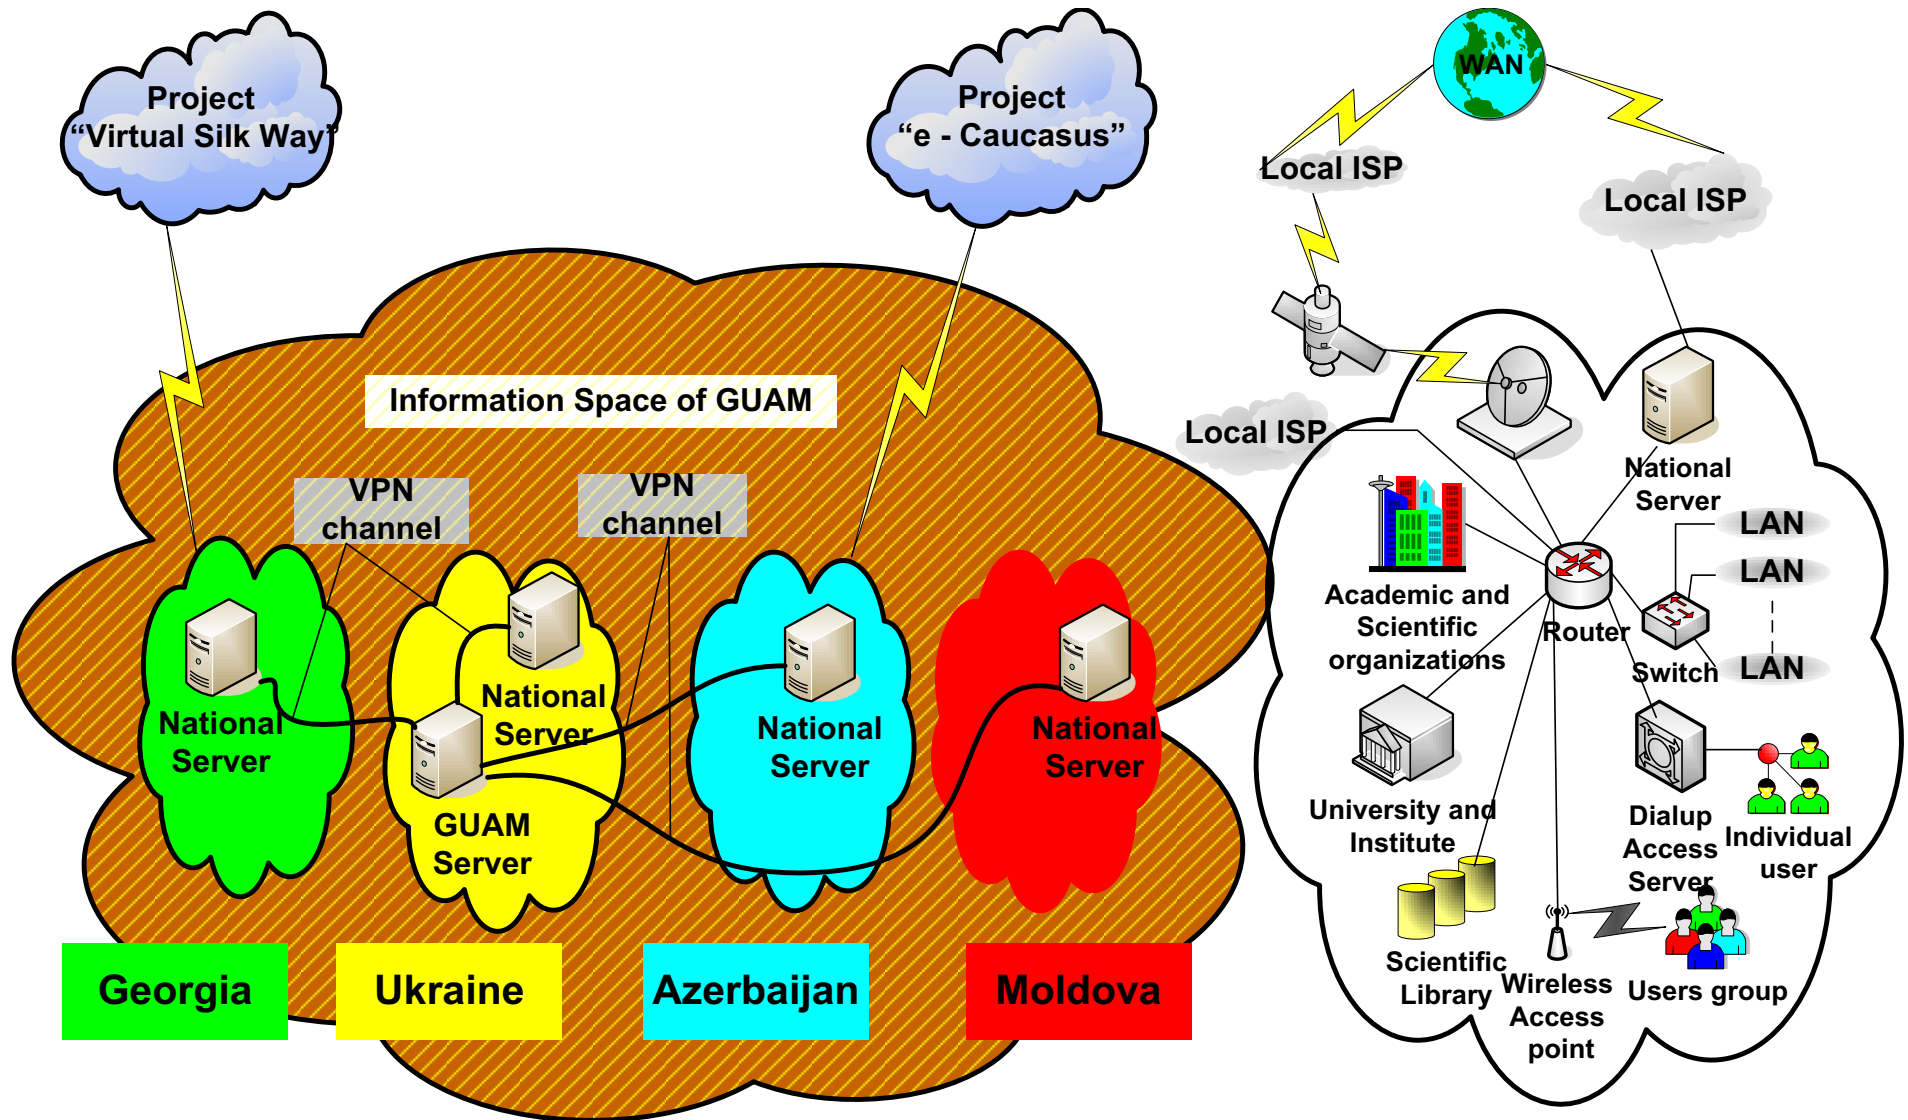 Project
“Virtual Silk Way”
Project
“e - Caucasus”
WAN
Local ISP
Local ISP
Information Space of GUAM
Local ISP
VPN
channel
VPN
channel
National
Server
National
Server
National
Server
National
Server
GUAM
Server
National
Server
Georgia
Ukraine
Azerbaijan
Moldova
National
Server
LAN
LAN
LAN
Academic and
Scientific
organizations
Router
Switch
University and
Institute
Dialup
Access
Server
Individual
user
Scientific
Library
Wireless
Access
point
Users group